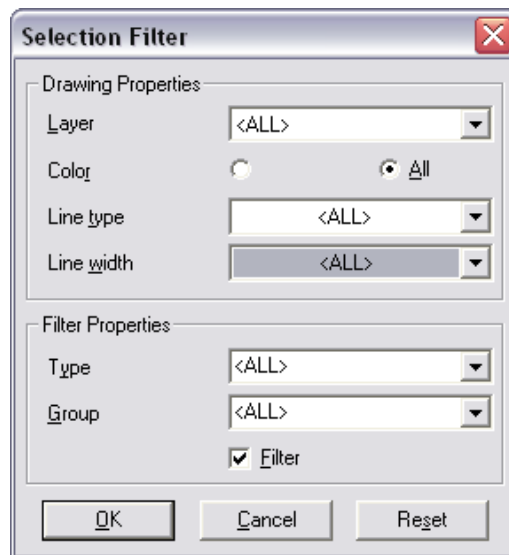 Selection Filter
Drawing Properties
Layer <ALL>
Color All
Line type <ALL>
Line width <ALL>
Filter Properties
Type <ALL>
Group <ALL>
Filter
OK Cancel Reset